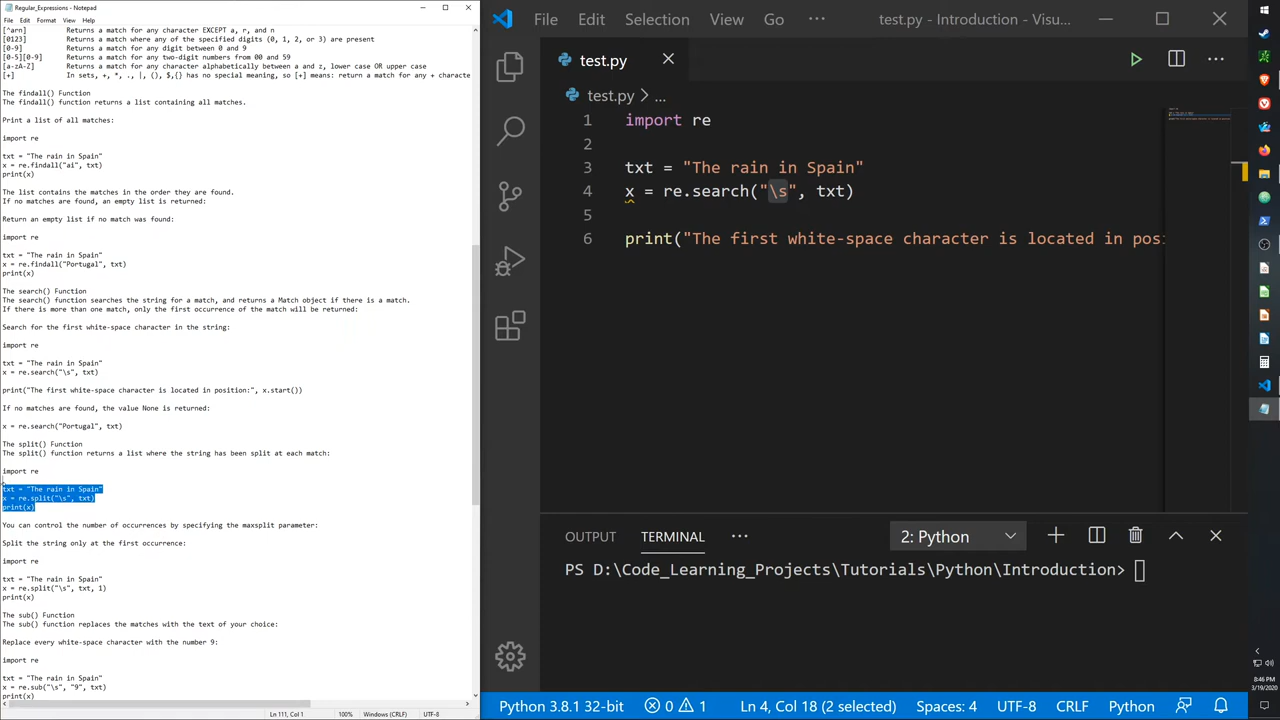 Regular_Expressions - Notepad
File Edit Format View Help
[^arn] Returns a match for any character EXCEPT a, r, and n
[0123] Returns a match where any of the specified digits (0, 1, 2, or 3) are present
[0-9] Returns a match for any digit between 0 and 9
[0-5][0-9] Returns a match for any two-digit numbers from 00 and 59
[a-zA-Z] Returns a match for any character alphabetically between a and z, lower case OR upper case
[+] In sets, +, *, ., |, (), $,{} has no special meaning, so [+] means: return a match for any + characte
The findall() Function
The findall() function returns a list containing all matches.
Print a list of all matches:
import re
txt = "The rain in Spain"
x = re.findall("ai", txt)
print(x)
The list contains the matches in the order they are found.
If no matches are found, an empty list is returned:
Return an empty list if no match was found:
import re
txt = "The rain in Spain"
x = re.findall("Portugal", txt)
print(x)
The search() Function
The search() function searches the string for a match, and returns a Match object if there is a match.
If there is more than one match, only the first occurrence of the match will be returned:
Search for the first white-space character in the string:
import re
txt = "The rain in Spain"
x = re.search("\s", txt)
print("The first white-space character is located in position:", x.start())
If no matches are found, the value None is returned:
x = re.search("Portugal", txt)
The split() Function
The split() function returns a list where the string has been split at each match:
import re
txt = "The rain in Spain"
x = re.split("\s", txt)
print(x)
You can control the number of occurrences by specifying the maxsplit parameter:
Split the string only at the first occurrence:
import re
txt = "The rain in Spain"
x = re.split("\s", txt, 1)
print(x)
The sub() Function
The sub() function replaces the matches with the text of your choice:
Replace every white-space character with the number 9:
import re
txt = "The rain in Spain"
x = re.sub("\s", "9", txt)
print(x)
Ln 111, Col 1 100% Windows (CRLF) UTF-8
File Edit Selection View Go ··· test.py - Introduction - Visu...
test.py
test.py > ...
1 import re
2
3 txt = "The rain in Spain"
4 x = re.search("\s", txt)
5
6 print("The first white-space character is located in posi
OUTPUT TERMINAL ··· 2: Python
PS D:\Code_Learning_Projects\Tutorials\Python\Introduction>
Python 3.8.1 32-bit 0 1 Ln 4, Col 18 (2 selected) Spaces: 4 UTF-8 CRLF Python
8:46 PM
3/19/2020